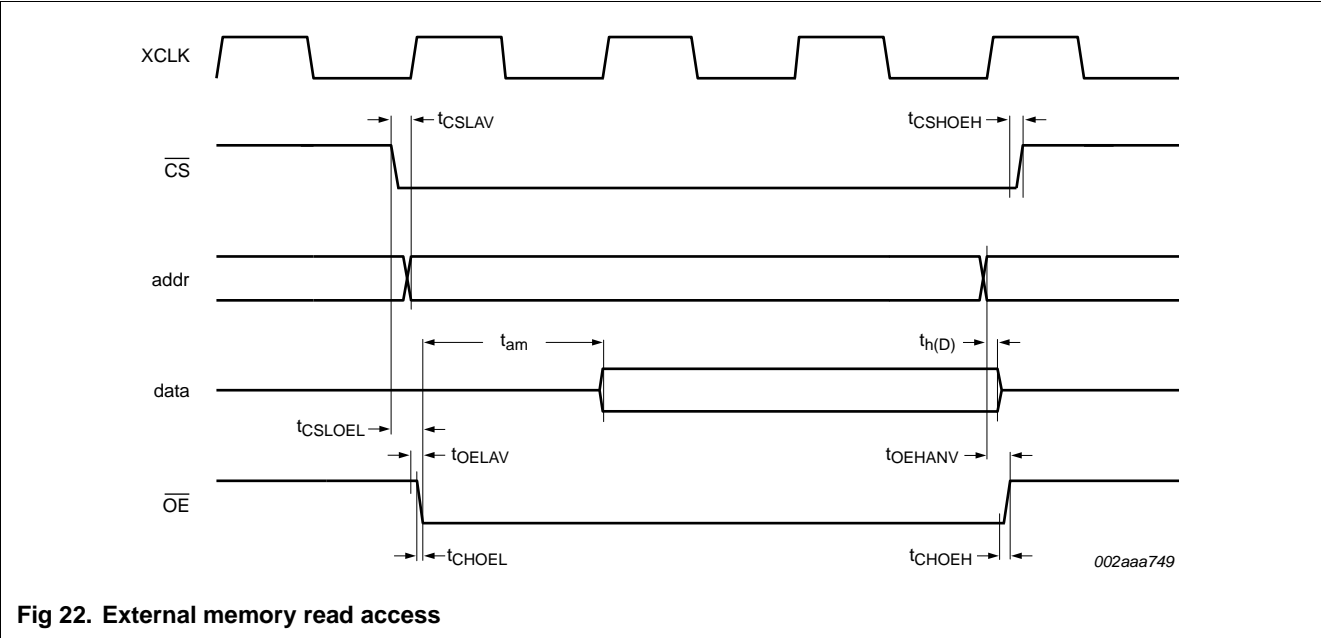 XCLK
tCSLAV
tCSHOEH
CS
addr
tam
th(D)
data
tCSLOEL
tOELAV
tOEHANV
OE
tCHOEL
tCHOEH
002aaa749
Fig 22. External memory read access